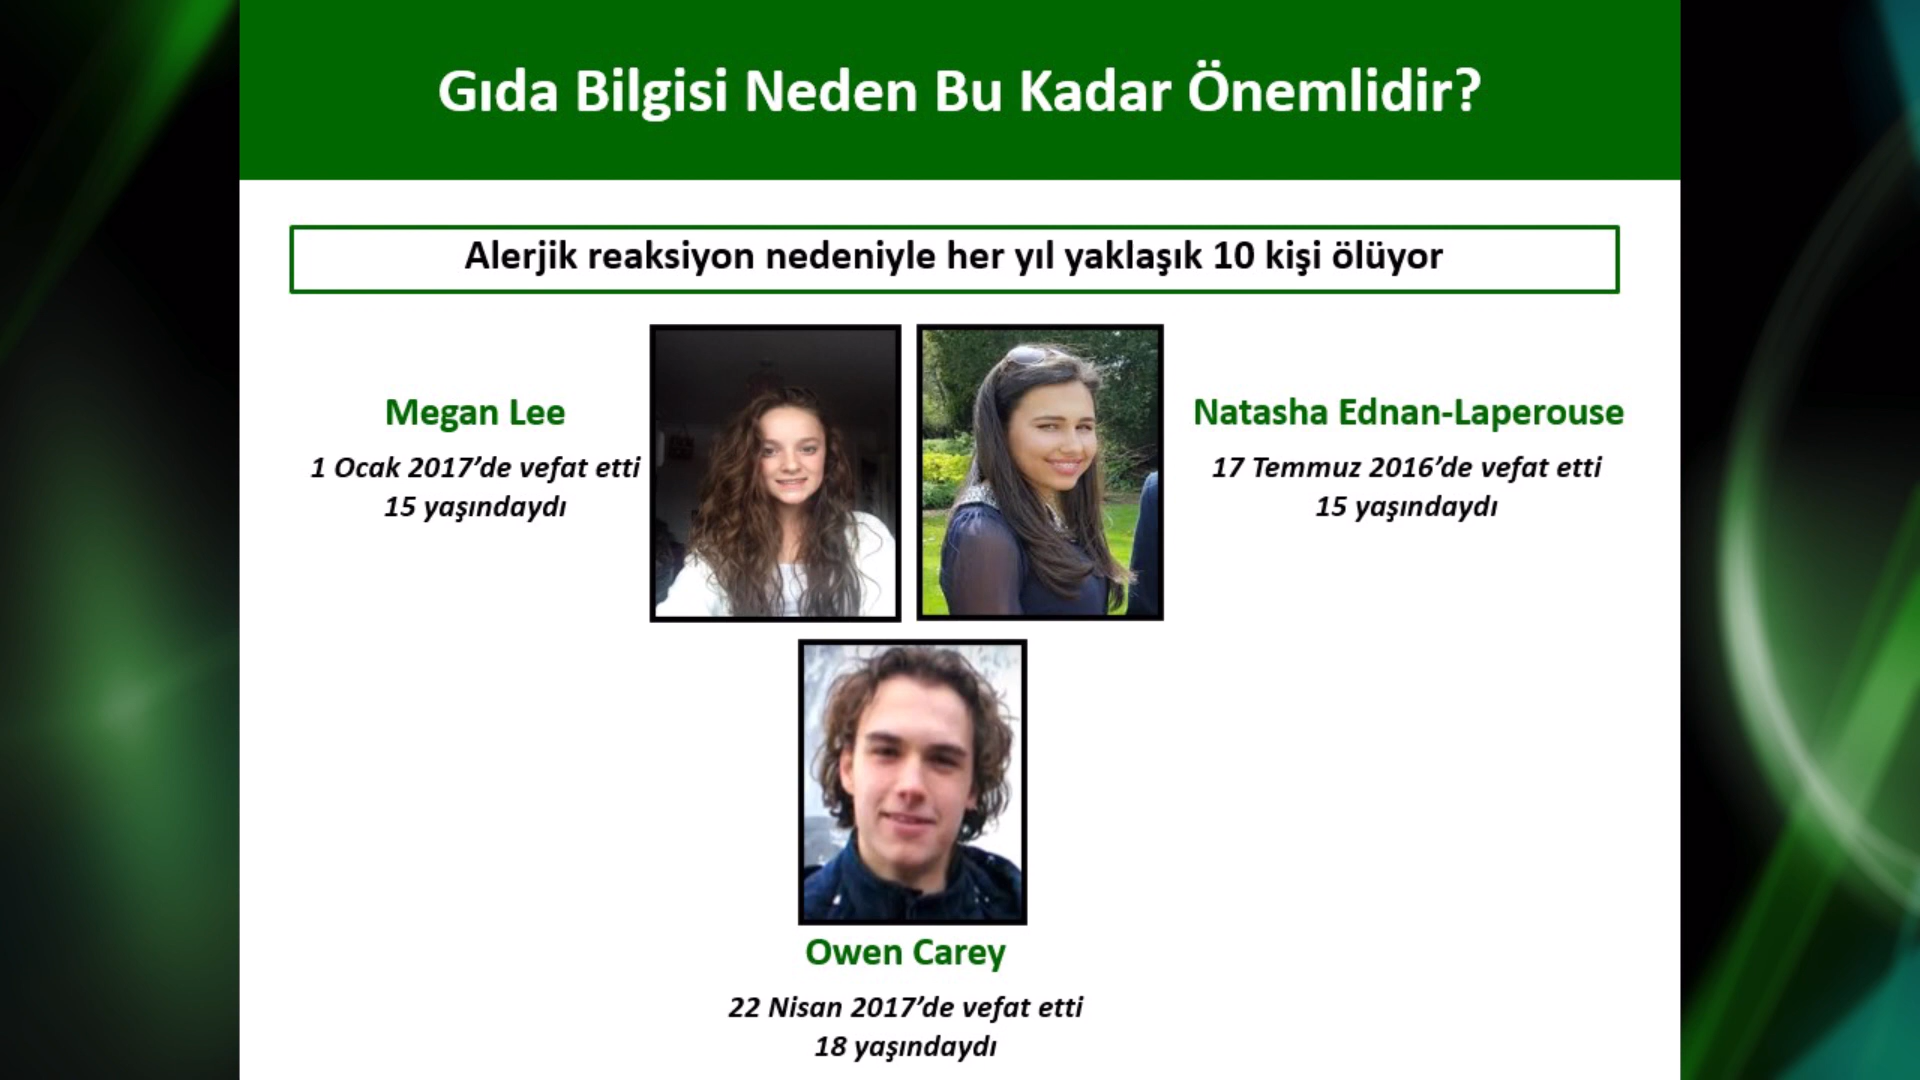 Gıda Bilgisi Neden Bu Kadar Önemlidir?
Alerjik reaksiyon nedeniyle her yıl yaklaşık 10 kişi ölüyor
Megan Lee
1 Ocak 2017’de vefat etti
15 yaşındaydı
Natasha Ednan-Laperouse
17 Temmuz 2016’de vefat etti
15 yaşındaydı
Owen Carey
22 Nisan 2017’de vefat etti
18 yaşındaydı